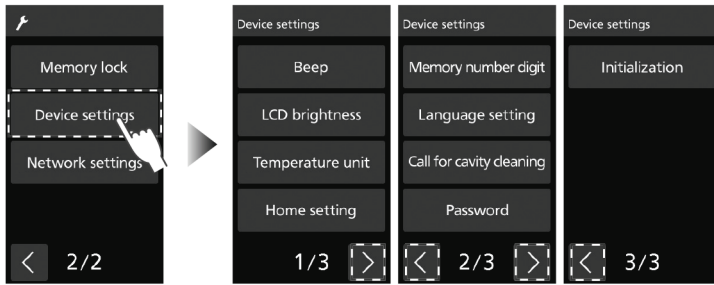 Memory lock
Device settings
Network settings
< 2/2
Device settings
Beep
LCD brightness
Temperature unit
Home setting
1/3 >
Device settings
Memory number digit
Language setting
Call for cavity cleaning
Password
< 2/3 >
Device settings
Initialization
< 3/3